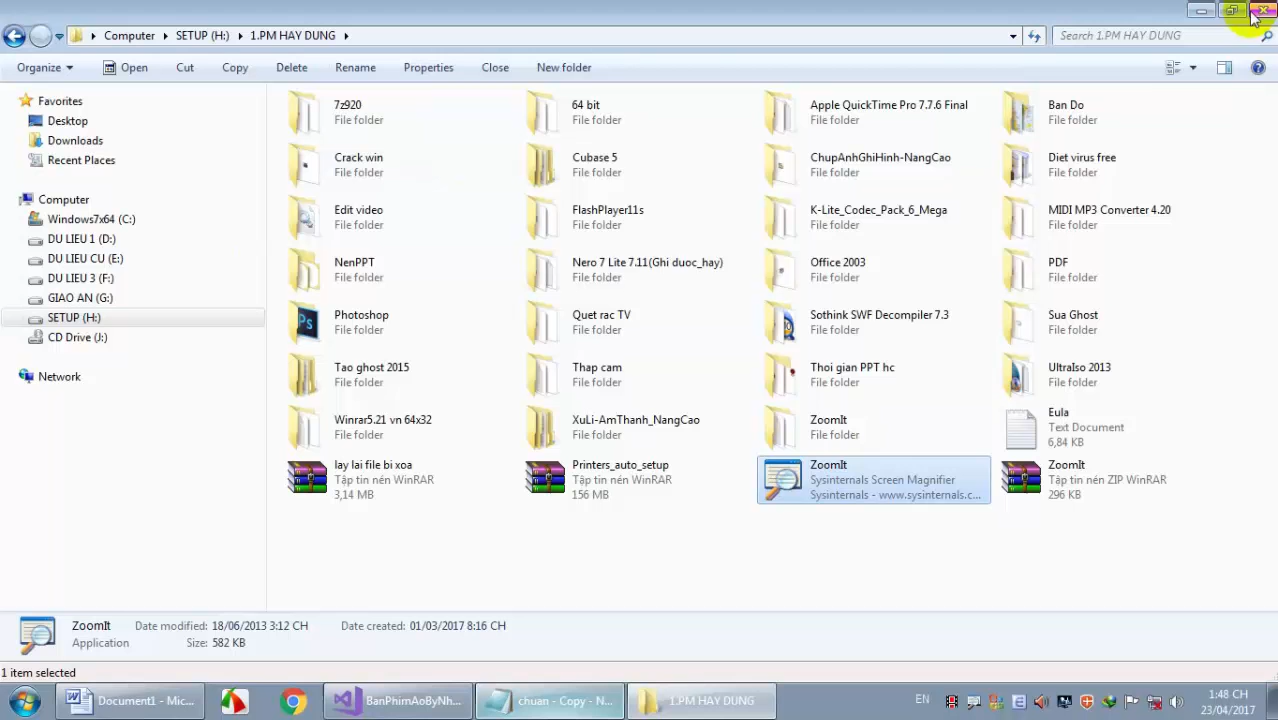 Computer ▸ SETUP (H:) ▸ 1.PM HAY DUNG ▸
Search 1.PM HAY DUNG
Organize Open Cut Copy Delete Rename Properties Close New folder
Favorites
Desktop
Downloads
Recent Places
Computer
Windows7x64 (C:)
DU LIEU 1 (D:)
DU LIEU CU (E:)
DU LIEU 3 (F:)
GIAO AN (G:)
SETUP (H:)
CD Drive (J:)
Network
7z920
File folder
64 bit
File folder
Apple QuickTime Pro 7.7.6 Final
File folder
Ban Do
File folder
Crack win
File folder
Cubase 5
File folder
ChupAnhGhiHinh-NangCao
File folder
Diet virus free
File folder
Edit video
File folder
FlashPlayer11s
File folder
K-Lite_Codec_Pack_6_Mega
File folder
MIDI MP3 Converter 4.20
File folder
NenPPT
File folder
Nero 7 Lite 7.11(Ghi duoc_hay)
File folder
Office 2003
File folder
PDF
File folder
Photoshop
File folder
Quet rac TV
File folder
Sothink SWF Decompiler 7.3
File folder
Sua Ghost
File folder
Tao ghost 2015
File folder
Thap cam
File folder
Thoi gian PPT hc
File folder
UltraIso 2013
File folder
Winrar5.21 vn 64x32
File folder
XuLi-AmThanh_NangCao
File folder
ZoomIt
File folder
Eula
Text Document
6,84 KB
lay lai file bi xoa
Tập tin nén WinRAR
3,14 MB
Printers_auto_setup
Tập tin nén WinRAR
156 MB
ZoomIt
Sysinternals Screen Magnifier
Sysinternals - www.sysinternals.c...
ZoomIt
Tập tin nén ZIP WinRAR
296 KB
ZoomIt Date modified: 18/06/2013 3:12 CH Date created: 01/03/2017 8:16 CH
Application Size: 582 KB
1 item selected
Document1 - Mic...
BanPhimAoByNh...
chuan - Copy - N...
1.PM HAY DUNG
EN
1:48 CH
23/04/2017